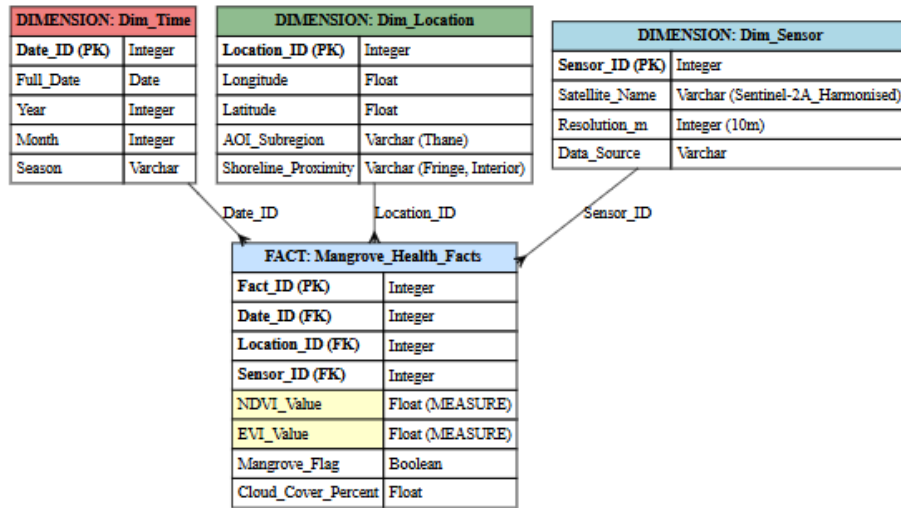 DIMENSION: Dim_Time
Date_ID (PK) Integer
Full_Date Date
Year Integer
Month Integer
Season Varchar
DIMENSION: Dim_Location
Location_ID (PK) Integer
Longitude Float
Latitude Float
AOI_Subregion Varchar (Thane)
Shoreline_Proximity Varchar (Fringe, Interior)
DIMENSION: Dim_Sensor
Sensor_ID (PK) Integer
Satellite_Name Varchar (Sentinel-2A_Harmonised)
Resolution_m Integer (10m)
Data_Source Varchar
Date_ID
Location_ID
Sensor_ID
FACT: Mangrove_Health_Facts
Fact_ID (PK) Integer
Date_ID (FK) Integer
Location_ID (FK) Integer
Sensor_ID (FK) Integer
NDVI_Value Float (MEASURE)
EVI_Value Float (MEASURE)
Mangrove_Flag Boolean
Cloud_Cover_Percent Float